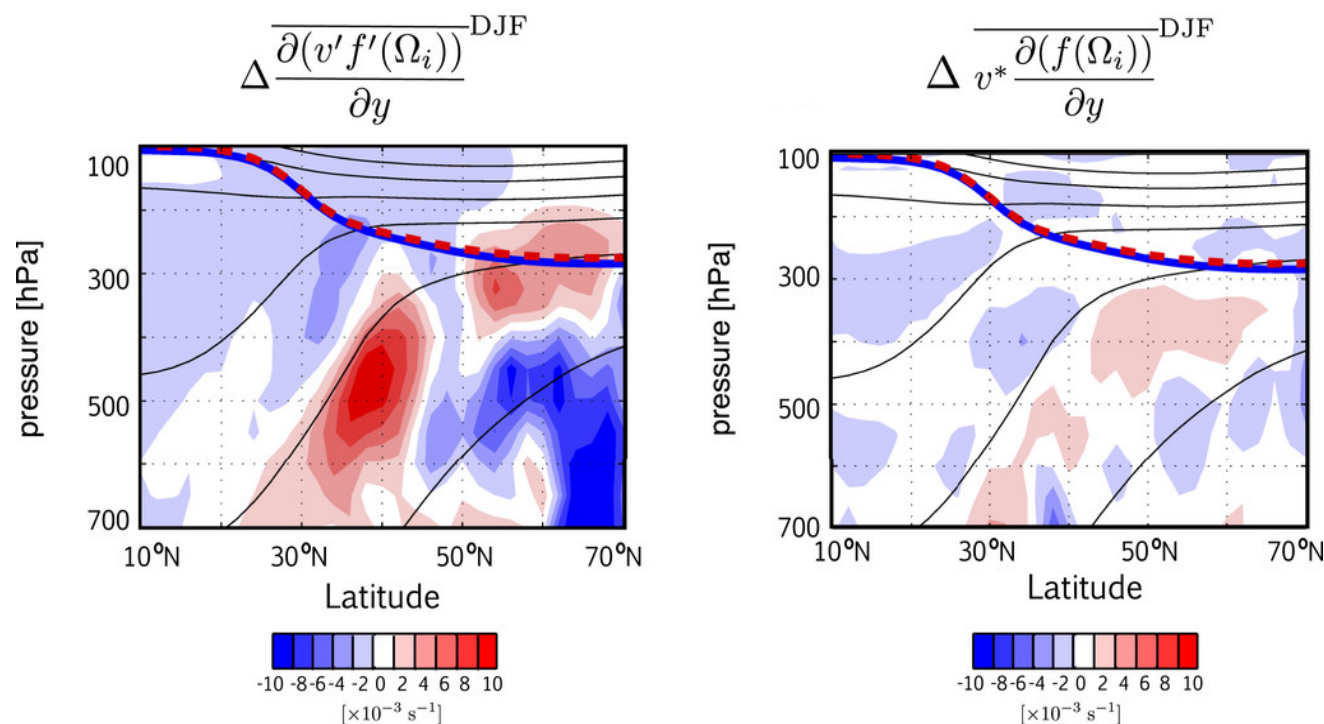 Δ ∂(v′f′(Ω_i))/∂y DJF
100
300
500
700
pressure [hPa]
10°N 30°N 50°N 70°N
Latitude
-10 -8 -6 -4 -2 0 2 4 6 8 10
[×10⁻³ s⁻¹]
Δ v* ∂(f(Ω_i))/∂y DJF
100
300
500
700
pressure [hPa]
10°N 30°N 50°N 70°N
Latitude
-10 -8 -6 -4 -2 0 2 4 6 8 10
[×10⁻³ s⁻¹]